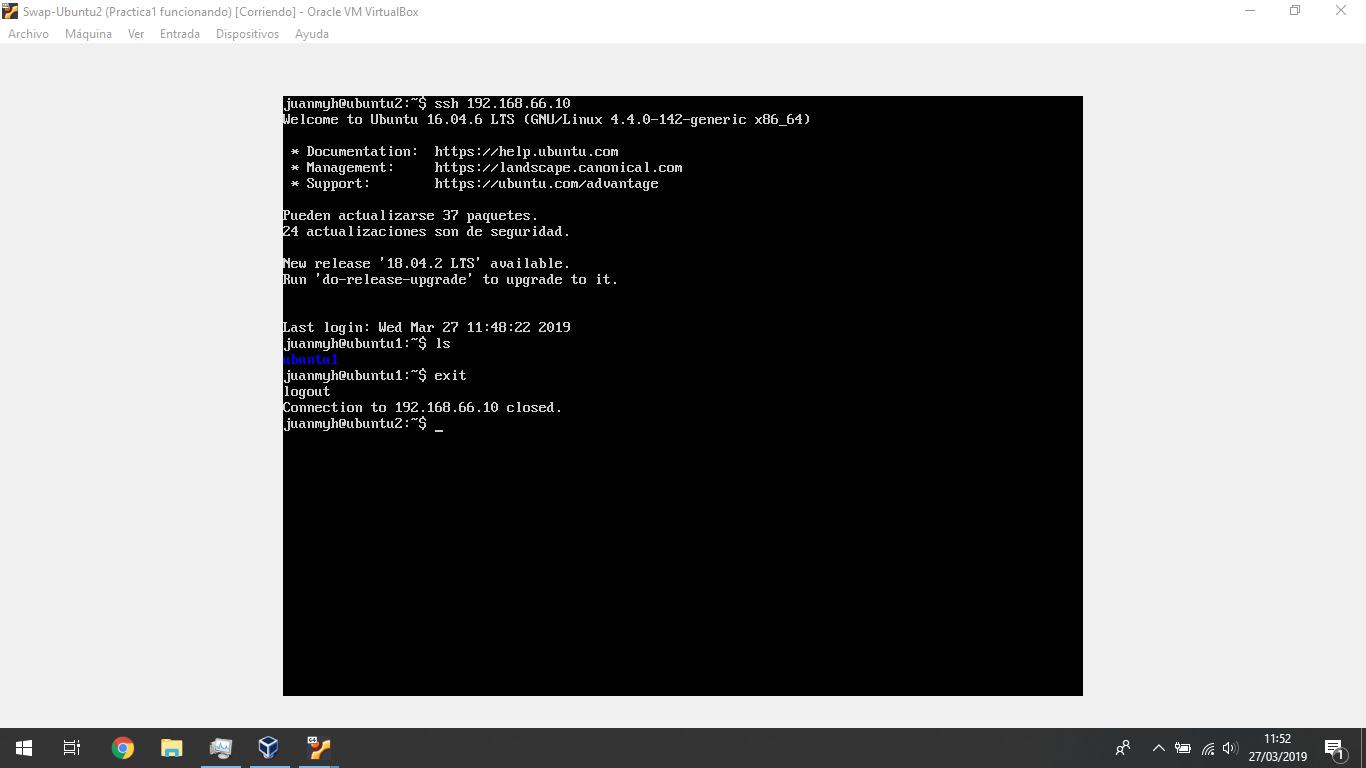 Swap-Ubuntu2 (Practica1 funcionando) [Corriendo] - Oracle VM VirtualBox
Archivo Máquina Ver Entrada Dispositivos Ayuda
juanmyh@ubuntu2:~$ ssh 192.168.66.10
Welcome to Ubuntu 16.04.6 LTS (GNU/Linux 4.4.0-142-generic x86_64)
* Documentation: https://help.ubuntu.com
* Management: https://landscape.canonical.com
* Support: https://ubuntu.com/advantage
Pueden actualizarse 37 paquetes.
24 actualizaciones son de seguridad.
New release '18.04.2 LTS' available.
Run 'do-release-upgrade' to upgrade to it.
Last login: Wed Mar 27 11:48:22 2019
juanmyh@ubuntu1:~$ ls
ubuntu1
juanmyh@ubuntu1:~$ exit
logout
Connection to 192.168.66.10 closed.
juanmyh@ubuntu2:~$ _
11:52
27/03/2019
1